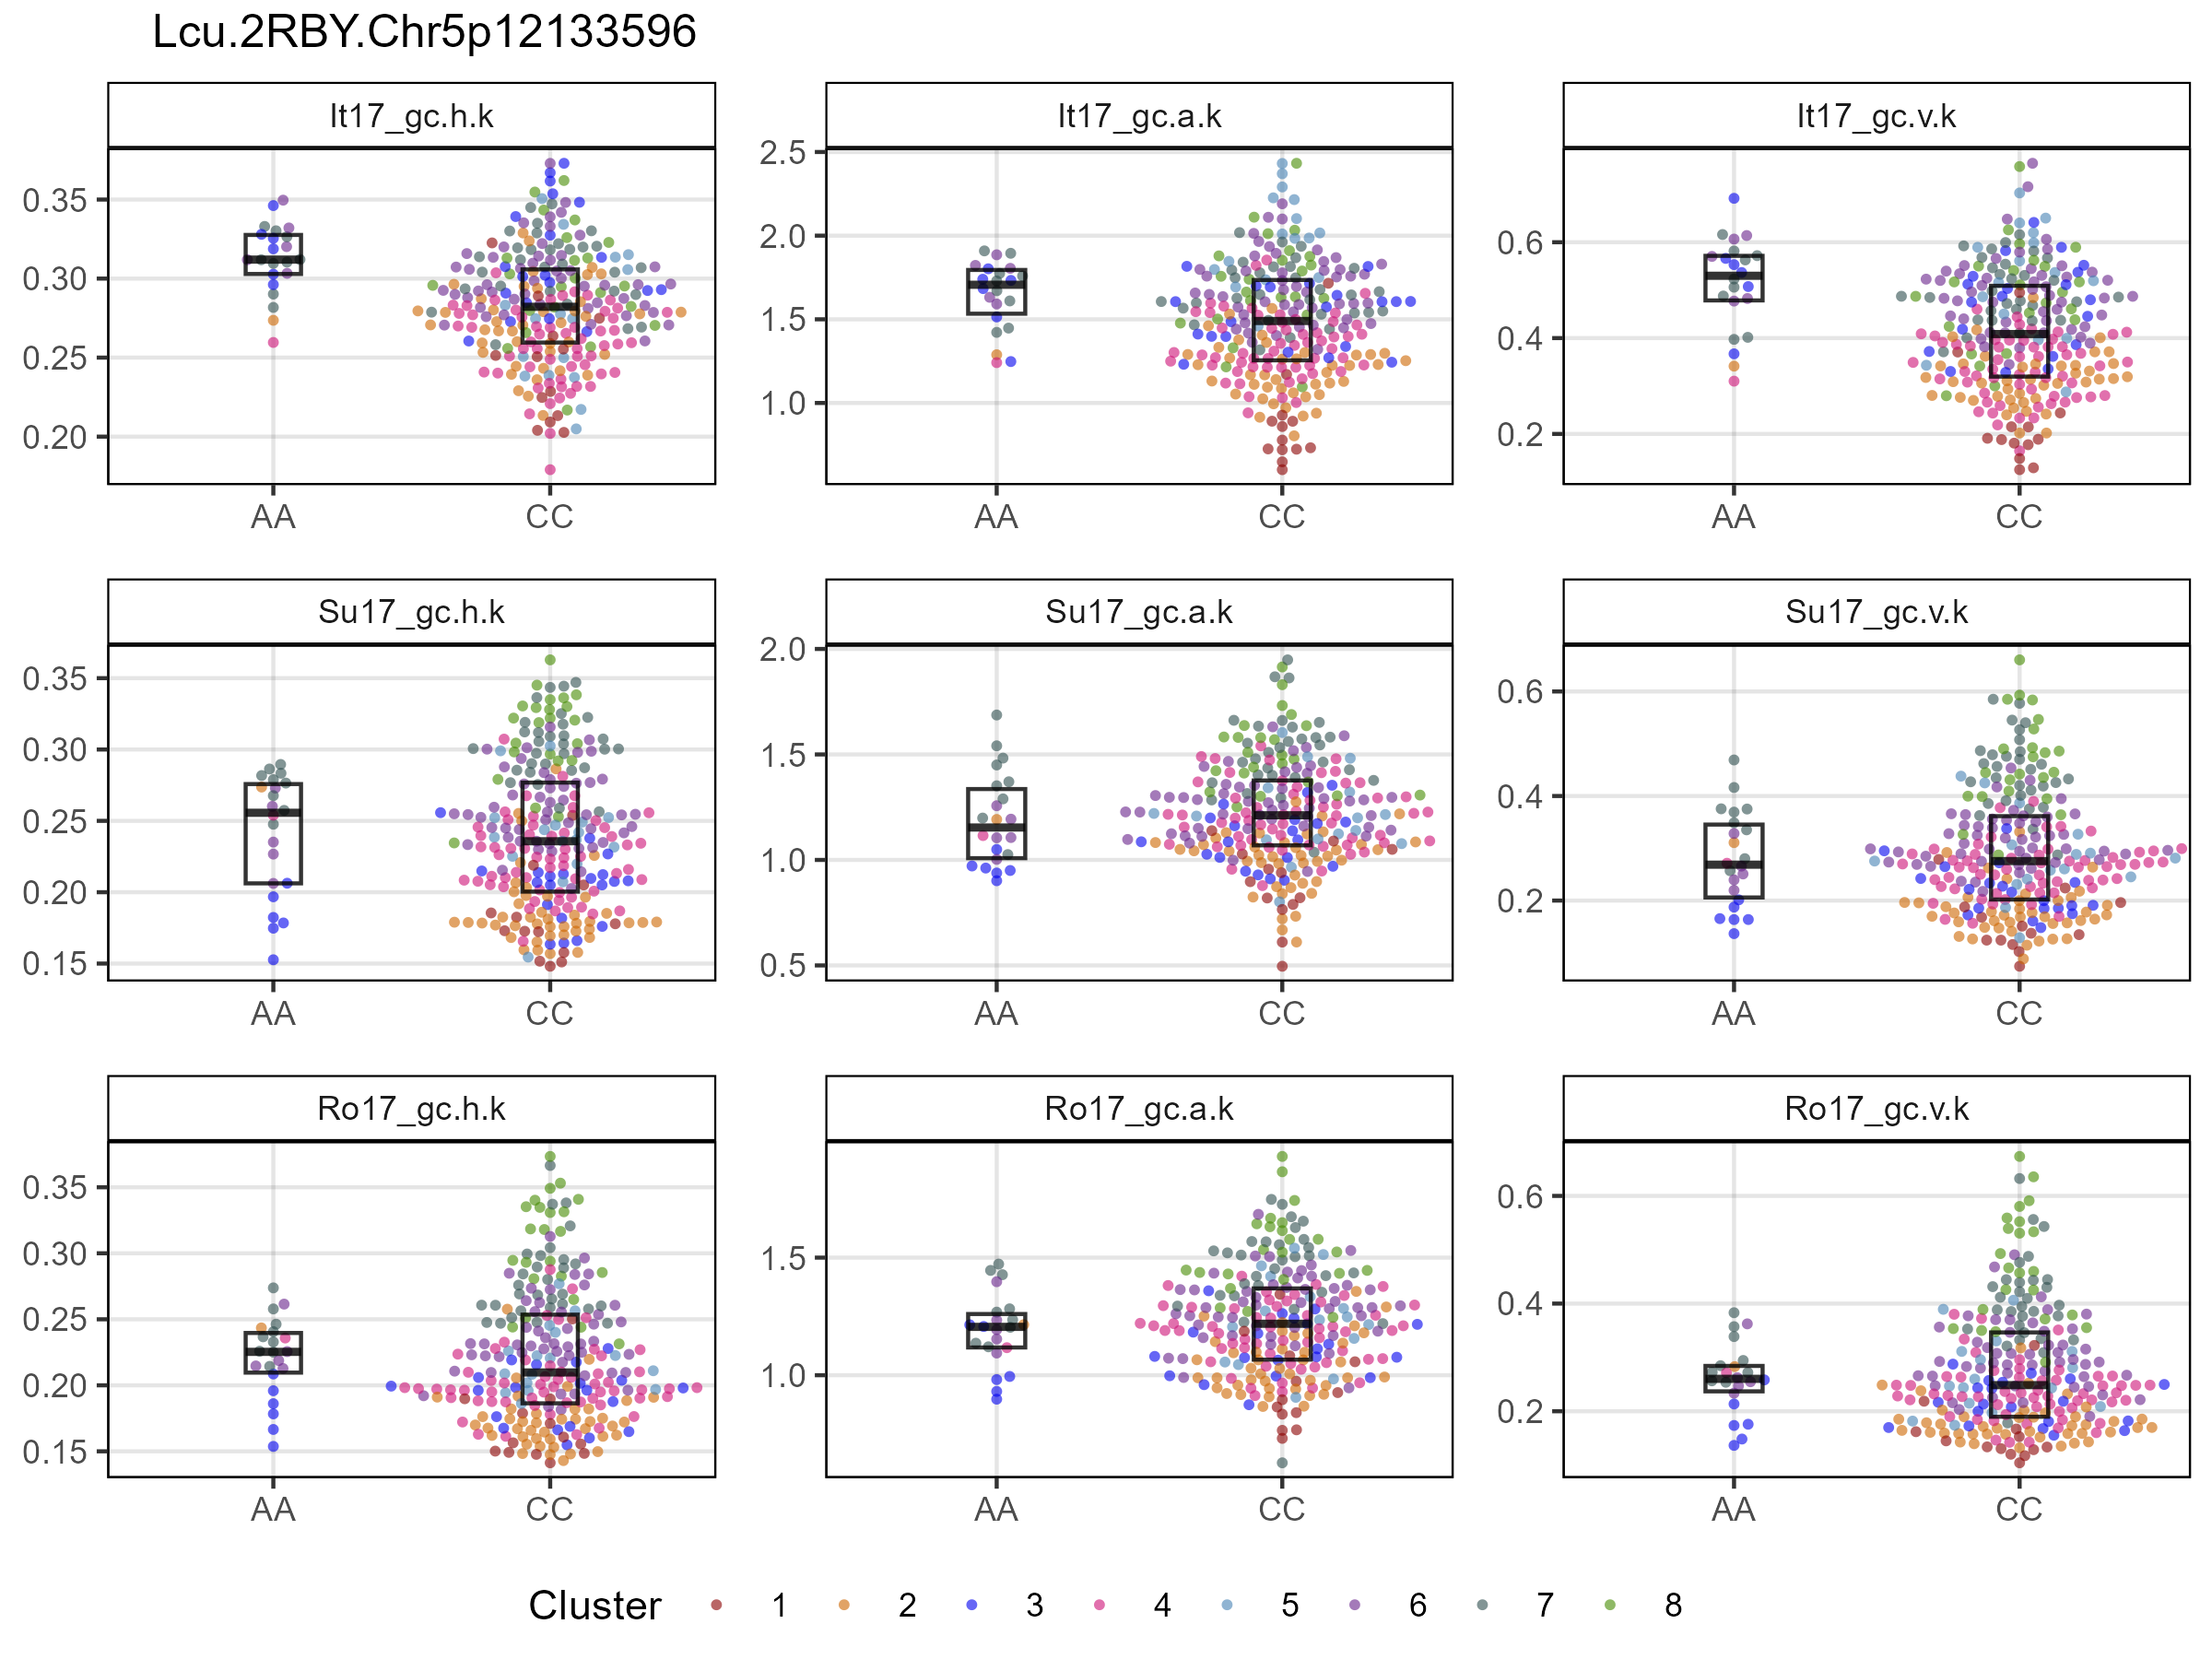 Lcu.2RBY.Chr5p12133596
It17_gc.h.k
It17_gc.a.k
It17_gc.v.k
0.35
0.30
0.25
0.20
2.5
2.0
1.5
1.0
0.6
0.4
0.2
AA
CC
AA
CC
AA
CC
Su17_gc.h.k
Su17_gc.a.k
Su17_gc.v.k
0.35
0.30
0.25
0.20
0.15
2.0
1.5
1.0
0.5
0.6
0.4
0.2
AA
CC
AA
CC
AA
CC
Ro17_gc.h.k
Ro17_gc.a.k
Ro17_gc.v.k
0.35
0.30
0.25
0.20
0.15
1.5
1.0
0.6
0.4
0.2
AA
CC
AA
CC
AA
CC
Cluster 1 2 3 4 5 6 7 8